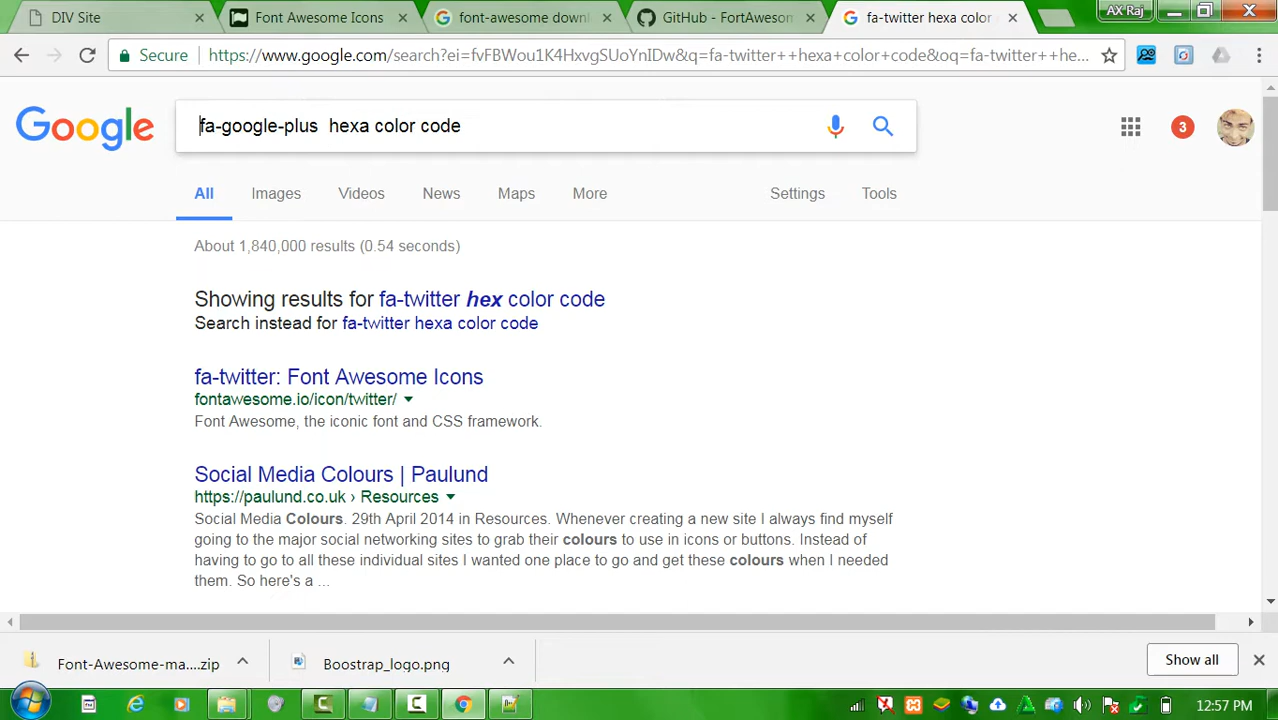 DIV Site
Font Awesome Icons
font-awesome downl
GitHub - FortAwesom
fa-twitter hexa color
AX Raj
Secure
https://www.google.com/search?ei=fvFBWou1K4HxvgSUoYnIDw&q=fa-twitter++hexa+color+code&oq=fa-twitter++he...
Google
fa-google-plus  hexa color code
3
All
Images
Videos
News
Maps
More
Settings
Tools
About 1,840,000 results (0.54 seconds)
Showing results for fa-twitter hex color code
Search instead for fa-twitter hexa color code
fa-twitter: Font Awesome Icons
fontawesome.io/icon/twitter/
Font Awesome, the iconic font and CSS framework.
Social Media Colours | Paulund
https://paulund.co.uk › Resources
Social Media Colours. 29th April 2014 in Resources. Whenever creating a new site I always find myself
going to the major social networking sites to grab their colours to use in icons or buttons. Instead of
having to go to all these individual sites I wanted one place to go and get these colours when I needed
them. So here's a ...
Font-Awesome-ma....zip
Boostrap_logo.png
Show all
12:57 PM